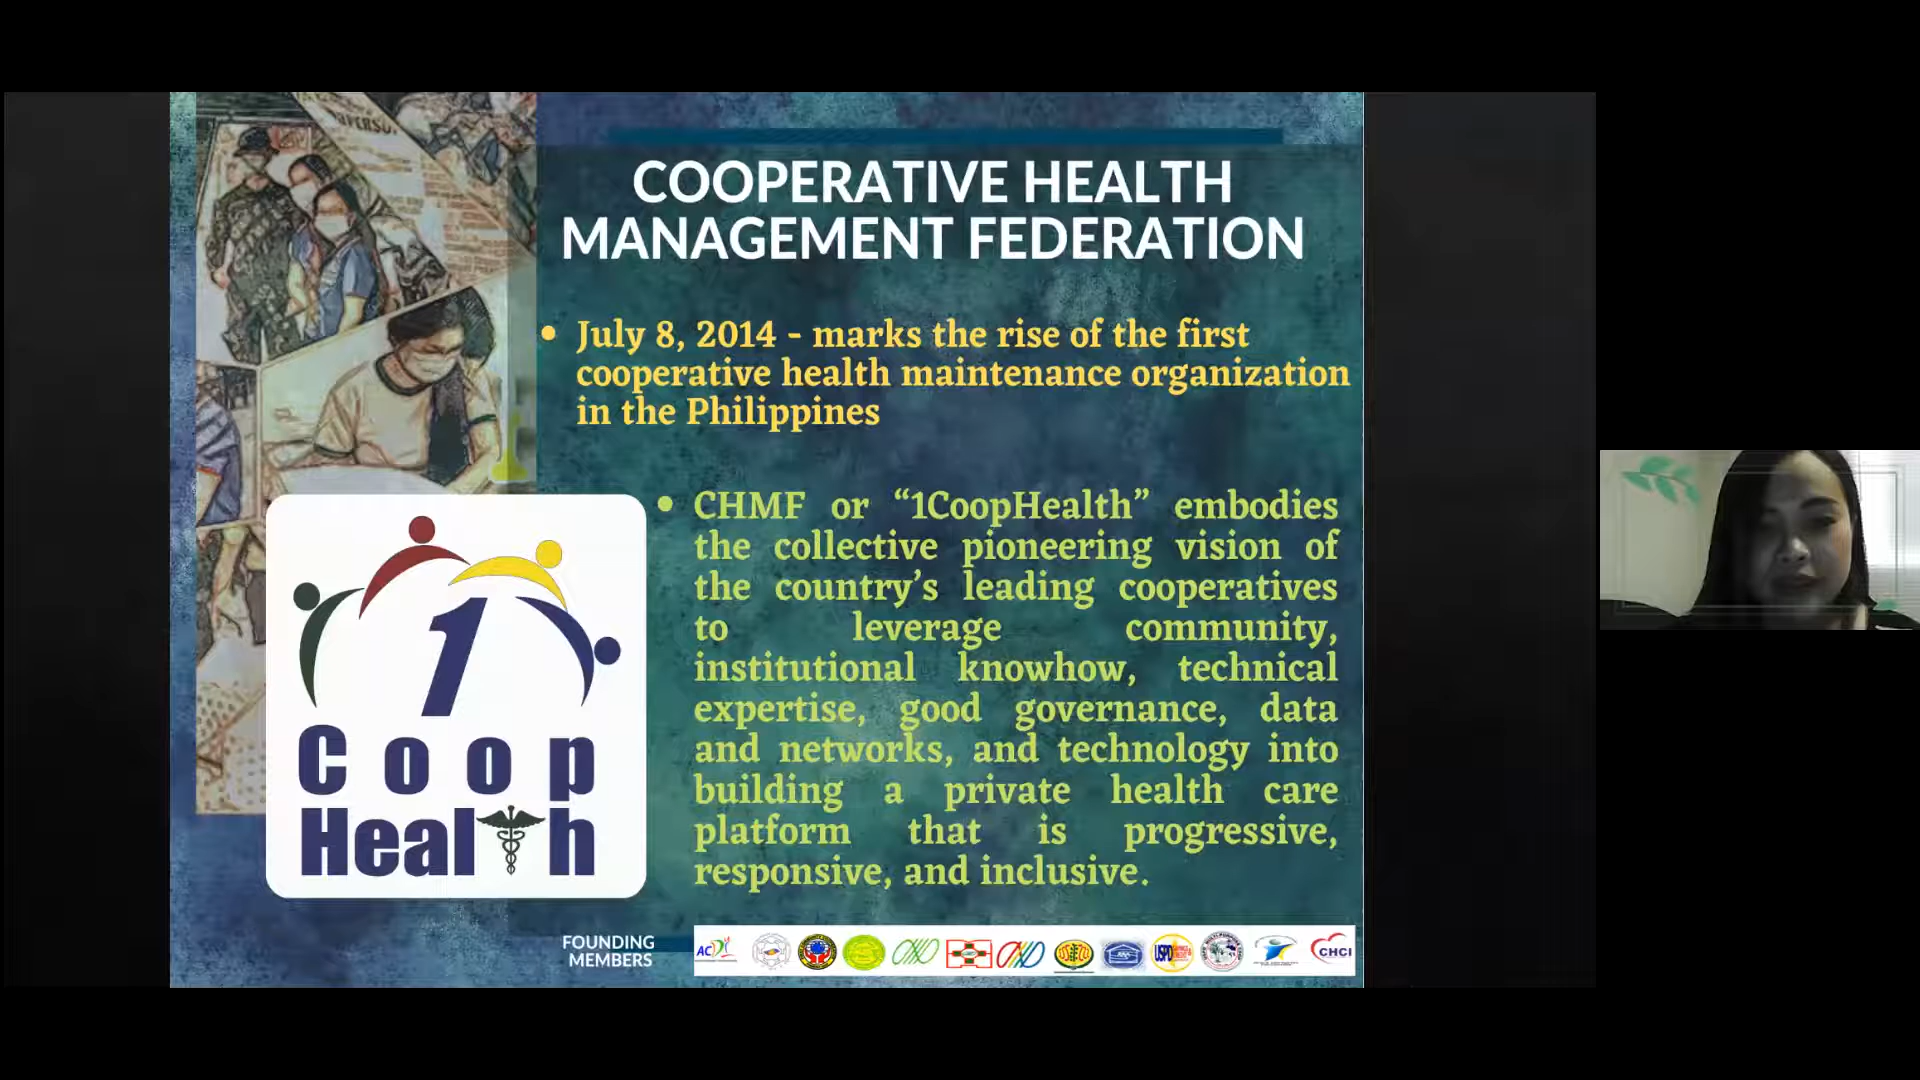 COOPERATIVE HEALTH
MANAGEMENT FEDERATION
• July 8, 2014 - marks the rise of the first
cooperative health maintenance organization
in the Philippines
• CHMF or “1CoopHealth” embodies
the collective pioneering vision of
the country’s leading cooperatives
to leverage community,
institutional knowhow, technical
expertise, good governance, data
and networks, and technology into
building a private health care
platform that is progressive,
responsive, and inclusive.
1
Coop
Health
FOUNDING
MEMBERS
CHCI